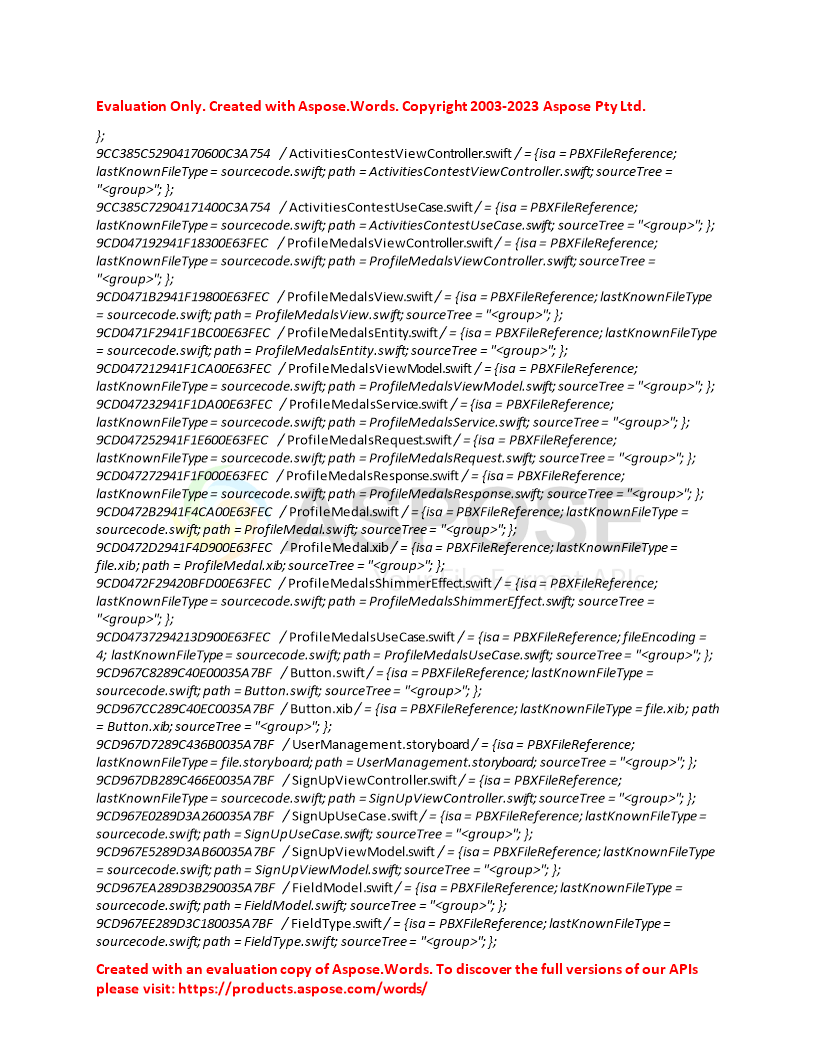 Evaluation Only. Created with Aspose.Words. Copyright 2003-2023 Aspose Pty Ltd.
};
9CC385C52904170600C3A754 / ActivitiesContestViewController.swift / = {isa = PBXFileReference;
lastKnownFileType = sourcecode.swift; path = ActivitiesContestViewController.swift; sourceTree =
"<group>"; };
9CC385C72904171400C3A754 / ActivitiesContestUseCase.swift / = {isa = PBXFileReference;
lastKnownFileType = sourcecode.swift; path = ActivitiesContestUseCase.swift; sourceTree = "<group>"; };
9CD047192941F18300E63FEC / ProfileMedalsViewController.swift / = {isa = PBXFileReference;
lastKnownFileType = sourcecode.swift; path = ProfileMedalsViewController.swift; sourceTree =
"<group>"; };
9CD0471B2941F19800E63FEC / ProfileMedalsView.swift / = {isa = PBXFileReference; lastKnownFileType
= sourcecode.swift; path = ProfileMedalsView.swift; sourceTree = "<group>"; };
9CD0471F2941F1BC00E63FEC / ProfileMedalsEntity.swift / = {isa = PBXFileReference; lastKnownFileType
= sourcecode.swift; path = ProfileMedalsEntity.swift; sourceTree = "<group>"; };
9CD047212941F1CA00E63FEC / ProfileMedalsViewModel.swift / = {isa = PBXFileReference;
lastKnownFileType = sourcecode.swift; path = ProfileMedalsViewModel.swift; sourceTree = "<group>"; };
9CD047232941F1DA00E63FEC / ProfileMedalsService.swift / = {isa = PBXFileReference;
lastKnownFileType = sourcecode.swift; path = ProfileMedalsService.swift; sourceTree = "<group>"; };
9CD047252941F1E600E63FEC / ProfileMedalsRequest.swift / = {isa = PBXFileReference;
lastKnownFileType = sourcecode.swift; path = ProfileMedalsRequest.swift; sourceTree = "<group>"; };
9CD047272941F1F000E63FEC / ProfileMedalsResponse.swift / = {isa = PBXFileReference;
lastKnownFileType = sourcecode.swift; path = ProfileMedalsResponse.swift; sourceTree = "<group>"; };
9CD0472B2941F4CA00E63FEC / ProfileMedal.swift / = {isa = PBXFileReference; lastKnownFileType =
sourcecode.swift; path = ProfileMedal.swift; sourceTree = "<group>"; };
9CD0472D2941F4D900E63FEC / ProfileMedal.xib / = {isa = PBXFileReference; lastKnownFileType =
file.xib; path = ProfileMedal.xib; sourceTree = "<group>"; };
9CD0472F29420BFD00E63FEC / ProfileMedalsShimmerEffect.swift / = {isa = PBXFileReference;
lastKnownFileType = sourcecode.swift; path = ProfileMedalsShimmerEffect.swift; sourceTree =
"<group>"; };
9CD04737294213D900E63FEC / ProfileMedalsUseCase.swift / = {isa = PBXFileReference; fileEncoding =
4; lastKnownFileType = sourcecode.swift; path = ProfileMedalsUseCase.swift; sourceTree = "<group>"; };
9CD967C8289C40E00035A7BF / Button.swift / = {isa = PBXFileReference; lastKnownFileType =
sourcecode.swift; path = Button.swift; sourceTree = "<group>"; };
9CD967CC289C40EC0035A7BF / Button.xib / = {isa = PBXFileReference; lastKnownFileType = file.xib; path
= Button.xib; sourceTree = "<group>"; };
9CD967D7289C436B0035A7BF / UserManagement.storyboard / = {isa = PBXFileReference;
lastKnownFileType = file.storyboard; path = UserManagement.storyboard; sourceTree = "<group>"; };
9CD967DB289C466E0035A7BF / SignUpViewController.swift / = {isa = PBXFileReference;
lastKnownFileType = sourcecode.swift; path = SignUpViewController.swift; sourceTree = "<group>"; };
9CD967E0289D3A260035A7BF / SignUpUseCase.swift / = {isa = PBXFileReference; lastKnownFileType =
sourcecode.swift; path = SignUpUseCase.swift; sourceTree = "<group>"; };
9CD967E5289D3AB60035A7BF / SignUpViewModel.swift / = {isa = PBXFileReference; lastKnownFileType
= sourcecode.swift; path = SignUpViewModel.swift; sourceTree = "<group>"; };
9CD967EA289D3B290035A7BF / FieldModel.swift / = {isa = PBXFileReference; lastKnownFileType =
sourcecode.swift; path = FieldModel.swift; sourceTree = "<group>"; };
9CD967EE289D3C180035A7BF / FieldType.swift / = {isa = PBXFileReference; lastKnownFileType =
sourcecode.swift; path = FieldType.swift; sourceTree = "<group>"; };
ASPOSE
Your File Format APIs
Created with an evaluation copy of Aspose.Words. To discover the full versions of our APIs
please visit: https://products.aspose.com/words/